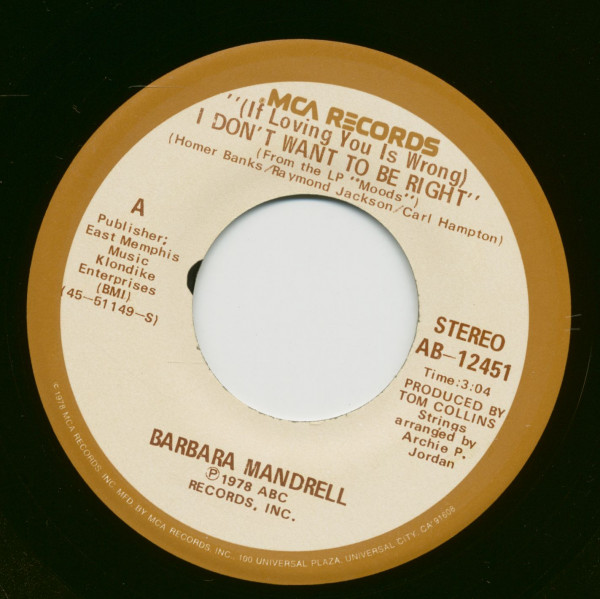 MCA RECORDS
"(If Loving You Is Wrong)
I DON'T WANT TO BE RIGHT"
(From the LP "Moods")
(Homer Banks/Raymond Jackson/Carl Hampton)
A
Publisher:
East Memphis
Music
Klondike
Enterprises
(BMI)
(45-51149-S)
STEREO
AB-12451
Time:3:04
PRODUCED BY
TOM COLLINS
Strings
arranged by
Archie P.
Jordan
BARBARA MANDRELL
Ⓟ1978 ABC
RECORDS, INC.
©1978 MCA RECORDS, INC. MFD. BY MCA RECORDS, INC., 100 UNIVERSAL PLAZA, UNIVERSAL CITY, CA 91608